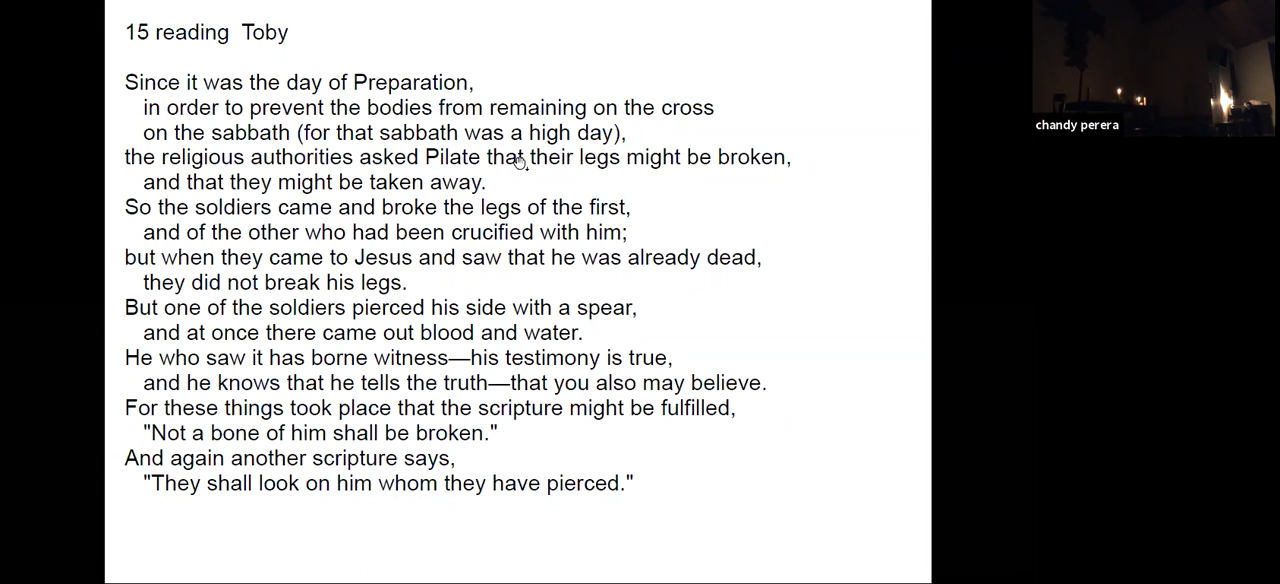 15 reading Toby
Since it was the day of Preparation,
in order to prevent the bodies from remaining on the cross
on the sabbath (for that sabbath was a high day),
the religious authorities asked Pilate that their legs might be broken,
and that they might be taken away.
So the soldiers came and broke the legs of the first,
and of the other who had been crucified with him;
but when they came to Jesus and saw that he was already dead,
they did not break his legs.
But one of the soldiers pierced his side with a spear,
and at once there came out blood and water.
He who saw it has borne witness—his testimony is true,
and he knows that he tells the truth—that you also may believe.
For these things took place that the scripture might be fulfilled,
"Not a bone of him shall be broken."
And again another scripture says,
"They shall look on him whom they have pierced."
chandy perera